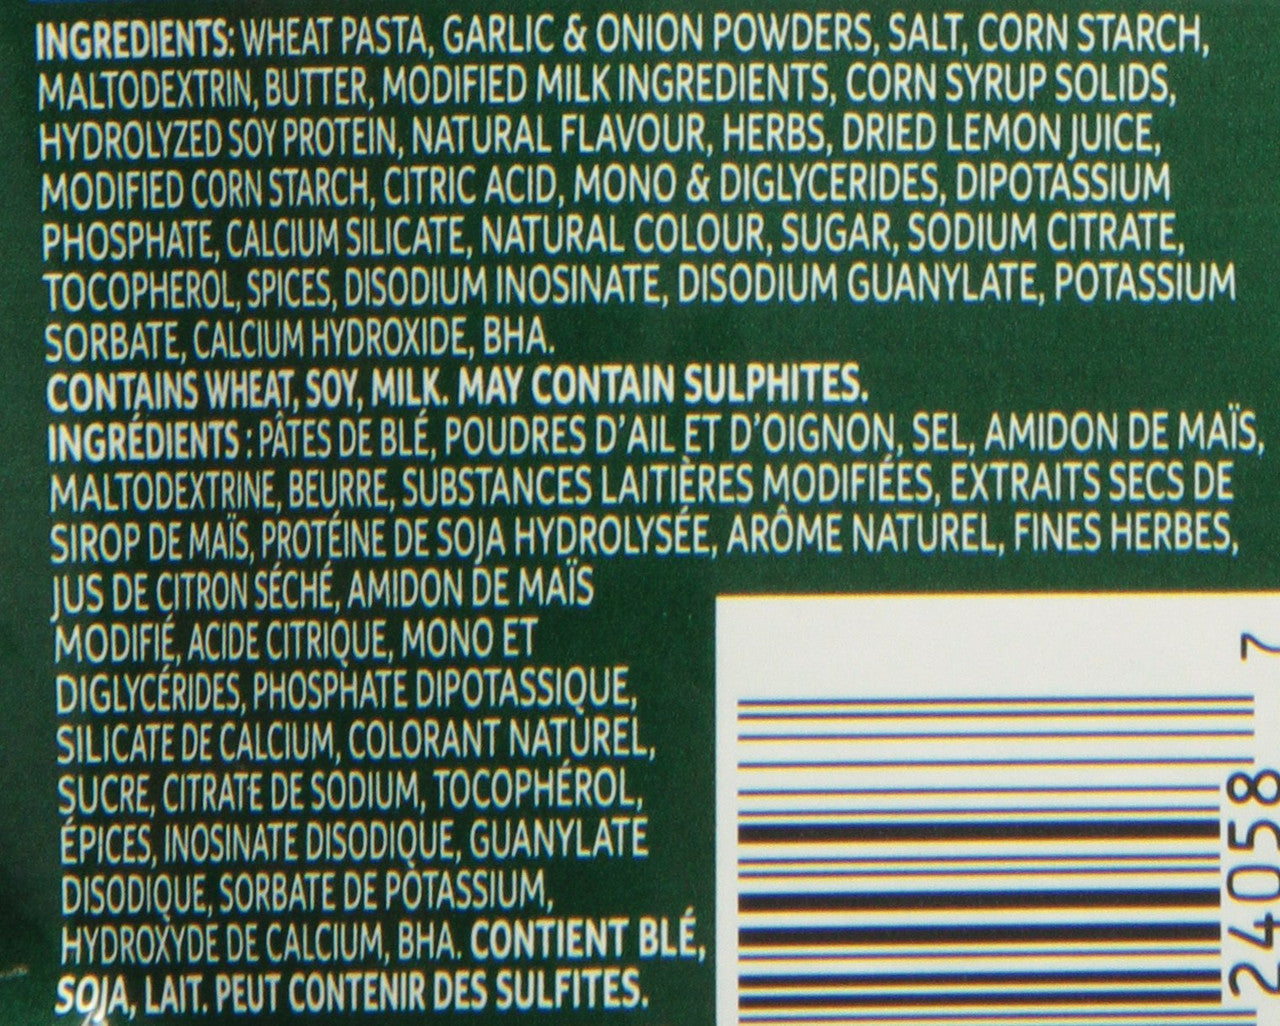 INGREDIENTS: WHEAT PASTA, GARLIC & ONION POWDERS, SALT, CORN STARCH,
MALTODEXTRIN, BUTTER, MODIFIED MILK INGREDIENTS, CORN SYRUP SOLIDS,
HYDROLYZED SOY PROTEIN, NATURAL FLAVOUR, HERBS, DRIED LEMON JUICE,
MODIFIED CORN STARCH, CITRIC ACID, MONO & DIGLYCERIDES, DIPOTASSIUM
PHOSPHATE, CALCIUM SILICATE, NATURAL COLOUR, SUGAR, SODIUM CITRATE,
TOCOPHEROL, SPICES, DISODIUM INOSINATE, DISODIUM GUANYLATE, POTASSIUM
SORBATE, CALCIUM HYDROXIDE, BHA.
CONTAINS WHEAT, SOY, MILK. MAY CONTAIN SULPHITES.
INGRÉDIENTS : PÂTES DE BLÉ, POUDRES D'AIL ET D'OIGNON, SEL, AMIDON DE MAÏS,
MALTODEXTRINE, BEURRE, SUBSTANCES LAITIÈRES MODIFIÉES, EXTRAITS SECS DE
SIROP DE MAÏS, PROTÉINE DE SOJA HYDROLYSÉE, ARÔME NATUREL, FINES HERBES,
JUS DE CITRON SÉCHÉ, AMIDON DE MAÏS
MODIFIÉ, ACIDE CITRIQUE, MONO ET
DIGLYCÉRIDES, PHOSPHATE DIPOTASSIQUE,
SILICATE DE CALCIUM, COLORANT NATUREL,
SUCRE, CITRATE DE SODIUM, TOCOPHÉROL,
ÉPICES, INOSINATE DISODIQUE, GUANYLATE
DISODIQUE, SORBATE DE POTASSIUM,
HYDROXYDE DE CALCIUM, BHA. CONTIENT BLÉ,
SOJA, LAIT. PEUT CONTENIR DES SULFITES.
24058 7